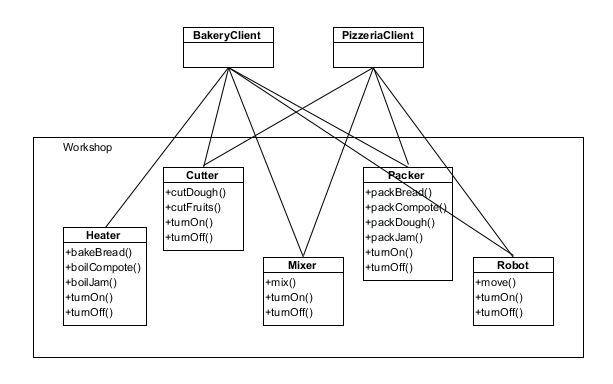 BakeryClient
PizzeriaClient
Workshop
Cutter
+cutDough()
+cutFruits()
+turnOn()
+turnOff()
Packer
+packBread()
+packCompote()
+packDough()
+packJam()
+turnOn()
+turnOff()
Heater
+bakeBread()
+boilCompote()
+boilJam()
+turnOn()
+turnOff()
Mixer
+mix()
+turnOn()
+turnOff()
Robot
+move()
+turnOn()
+turnOff()